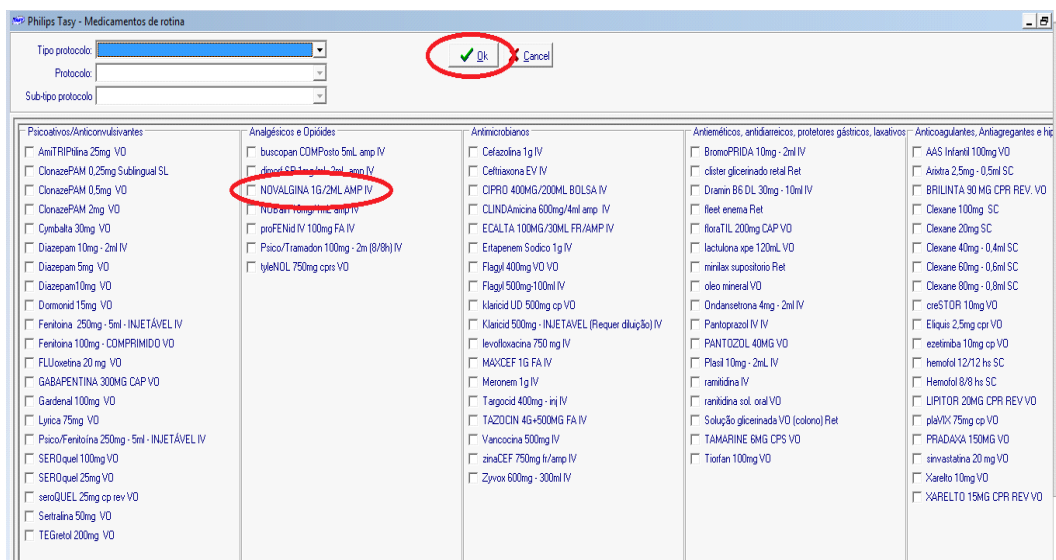 Philips Tasy - Medicamentos de rotina
Tipo protocolo:
Protocolo:
Sub-tipo protocolo
Ok
Cancel
Psicoativos/Anticonvulsivantes
AmiTRIPtilina 25mg VO
ClonazePAM 0,25mg Sublingual SL
ClonazePAM 0,5mg VO
ClonazePAM 2mg VO
Cymbalta 30mg VO
Diazepam 10mg - 2ml IV
Diazepam 5mg VO
Diazepam10mg VO
Dormonid 15mg VO
Fenitoina 250mg - 5ml - INJETÁVEL IV
Fenitoina 100mg - COMPRIMIDO VO
FLUoxetina 20 mg VO
GABAPENTINA 300MG CAP VO
Gardenal 100mg VO
Lyrica 75mg VO
Psico/Fenitoína 250mg - 5ml - INJETÁVEL IV
SEROquel 100mg VO
SEROquel 25mg VO
seroQUEL 25mg cp rev VO
Sertralina 50mg VO
TEGretol 200mg VO
Analgésicos e Opióides
buscopan COMPosto 5mL amp IV
dimorf SP 1mg/mL 2mL amp IV
NOVALGINA 1G/2ML AMP IV
NUBain 10mg/1mL amp IV
proFENid IV 100mg FA IV
Psico/Tramadon 100mg - 2m (8/8h) IV
tyleNOL 750mg cprs VO
Antimicrobianos
Cefazolina 1g IV
Ceftriaxona EV IV
CIPRO 400MG/200ML BOLSA IV
CLINDAmicina 600mg/4ml amp IV
ECALTA 100MG/30ML FR/AMP IV
Ertapenem Sodico 1g IV
Flagyl 400mg VO VO
Flagyl 500mg-100ml IV
klaricid UD 500mg cp VO
Klaricid 500mg - INJETAVEL (Requer diluição) IV
levofloxacina 750 mg IV
MAXCEF 1G FA IV
Meronem 1g IV
Targocid 400mg - inj IV
TAZOCIN 4G+500MG FA IV
Vancocina 500mg IV
zinaCEF 750mg fr/amp IV
Zyvox 600mg - 300ml IV
Antieméticos, antidiarreicos, protetores gástricos, laxativos
BromoPRIDA 10mg - 2ml IV
clister glicerinado retal Ret
Dramin B6 DL 30mg - 10ml IV
fleet enema Ret
floraTIL 200mg CAP VO
lactulona xpe 120mL VO
minilax supositorio Ret
oleo mineral VO
Ondansetrona 4mg - 2ml IV
Pantoprazol IV IV
PANTOZOL 40MG VO
Plasil 10mg - 2mL IV
ramitidina IV
ranitidina sol. oral VO
Solução glicerinada VO (colono) Ret
TAMARINE 6MG CPS VO
Tiorfan 100mg VO
Anticoagulantes, Antiagregantes e hip
AAS Infantil 100mg VO
Arixtra 2,5mg - 0,5ml SC
BRILINTA 90 MG CPR REV. VO
Clexane 100mg SC
Clexane 20mg SC
Clexane 40mg - 0,4ml SC
Clexane 60mg - 0,6ml SC
Clexane 80mg - 0,8ml SC
creSTOR 10mg VO
Eliquis 2,5mg cpr VO
ezetimiba 10mg cp VO
hemofol 12/12 hs SC
Hemofol 8/8 hs SC
LIPITOR 20MG CPR REV VO
plaVIX 75mg cp VO
PRADAXA 150MG VO
sinvastatina 20 mg VO
Xarelto 10mg VO
XARELTO 15MG CPR REV VO